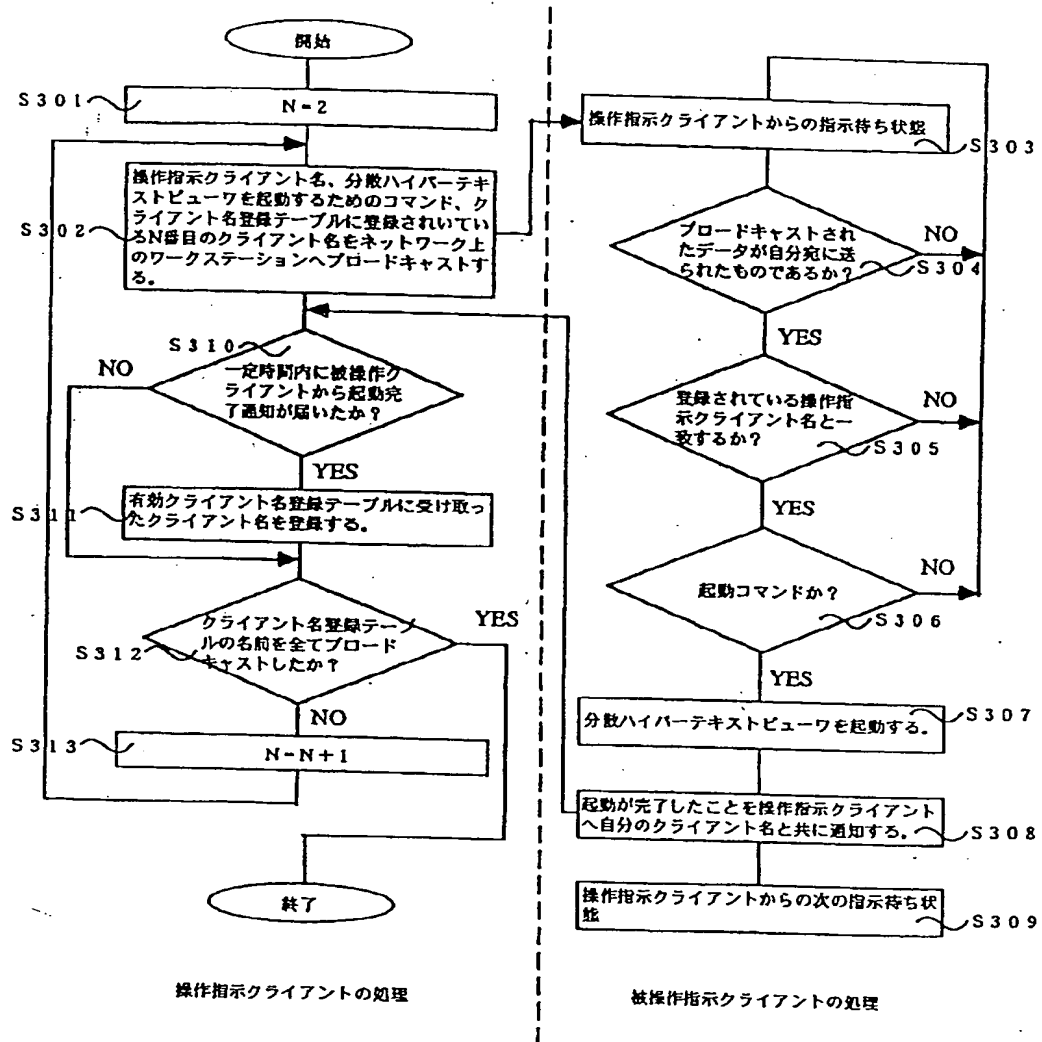 開始
S301
N=2
S302
操作指示クライアント名、分散ハイパーテキ
ストビューワを起動するためのコマンド、ク
ライアント名登録テーブルに登録されいてい
るN番目のクライアント名をネットワーク上
のワークステーションへブロードキャストす
る。
S310
一定時間内に被操作ク
ライアントから起動完
了通知が届いたか？
NO
YES
S311
有効クライアント名登録テーブルに受け取っ
たクライアント名を登録する。
S312
クライアント名登録テーブ
ルの名前を全てブロード
キャストしたか？
YES
NO
S313
N=N+1
終了
操作指示クライアントの処理
操作指示クライアントからの指示待ち状態
S303
ブロードキャストされ
たデータが自分宛に送
られたものであるか？
S304
NO
YES
登録されている操作指
示クライアント名と一
致するか？
S305
NO
YES
起動コマンドか？
S306
NO
YES
分散ハイパーテキストビューワを起動する。
S307
起動が完了したことを操作指示クライアント
へ自分のクライアント名と共に通知する。
S308
操作指示クライアントからの次の指示待ち状
態
S309
被操作指示クライアントの処理